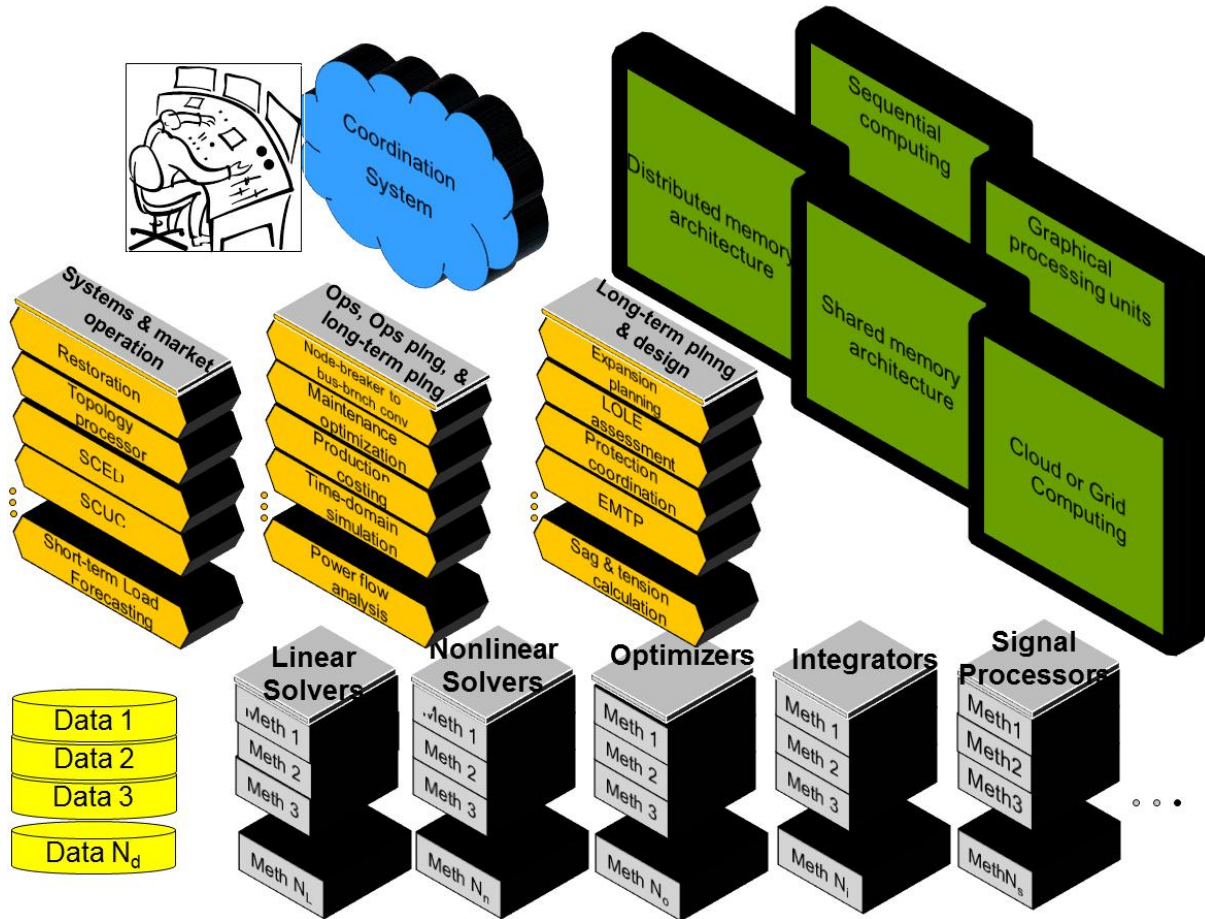 Coordination
System
Sequential
computing
Distributed memory
architecture
Graphical
processing units
Shared memory
architecture
Cloud or Grid
Computing
Systems & market
operation
Restoration
Topology
processor
SCED
SCUC
Short-term Load
Forecasting
Ops, Ops plng, &
long-term plng
Node-breaker to
bus-brnch conv
Maintenance
optimization
Production
costing
Time-domain
simulation
Power flow
analysis
Long-term plnng
& design
Expansion
planning
LOLE
assessment
Protection
coordination
EMTP
Sag & tension
calculation
Data 1
Data 2
Data 3
Data Nd
Linear
Solvers
Meth 1
Meth 2
Meth 3
Meth NL
Nonlinear
Solvers
Meth 1
Meth 2
Meth 3
Meth Nn
Optimizers
Meth 1
Meth 2
Meth 3
Meth No
Integrators
Meth 1
Meth 2
Meth 3
Meth Ni
Signal
Processors
Meth1
Meth2
Meth3
MethNs